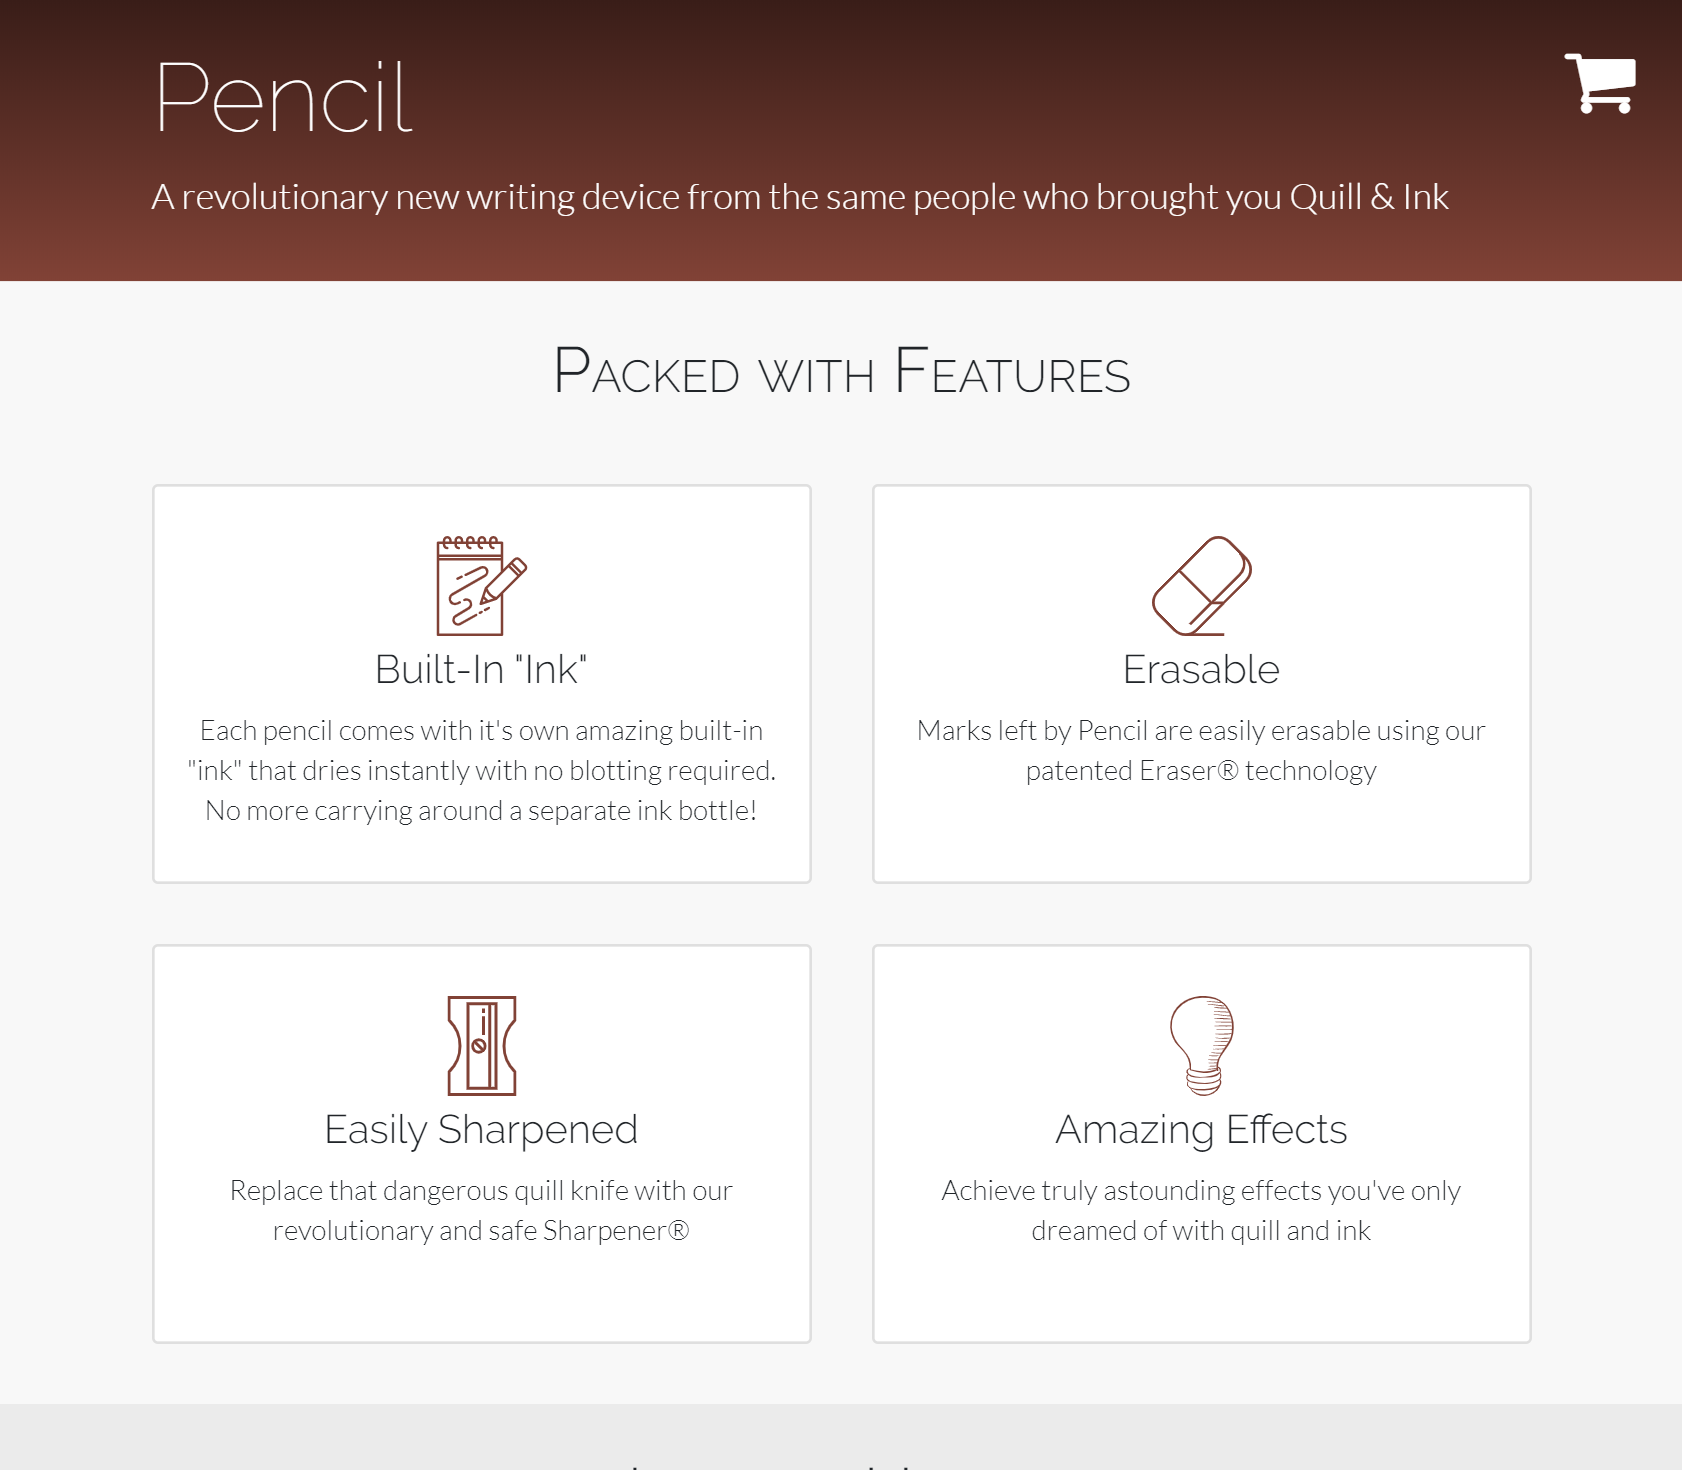 Pencil
A revolutionary new writing device from the same people who brought you Quill & Ink
Packed with Features
Built-In "Ink"
Each pencil comes with it's own amazing built-in
"ink" that dries instantly with no blotting required.
No more carrying around a separate ink bottle!
Erasable
Marks left by Pencil are easily erasable using our
patented Eraser® technology
Easily Sharpened
Replace that dangerous quill knife with our
revolutionary and safe Sharpener®
Amazing Effects
Achieve truly astounding effects you've only
dreamed of with quill and ink